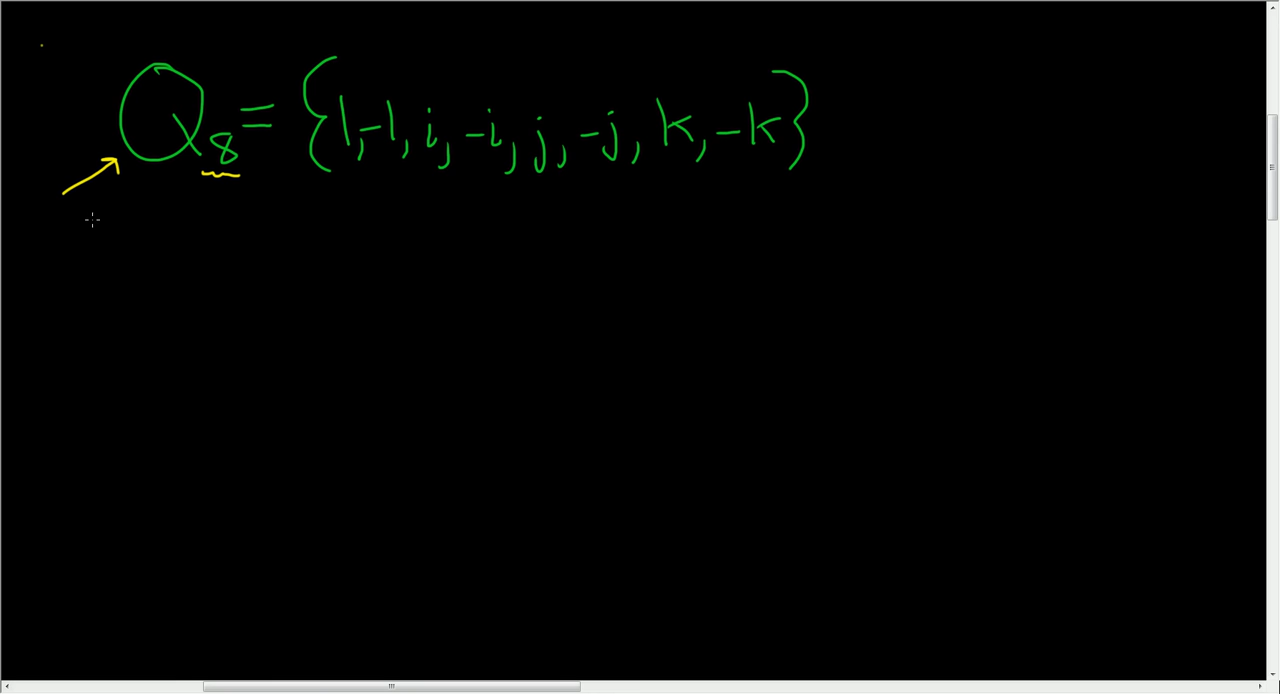 Q8 = {1, -1, i, -i, j, -j, k, -k}